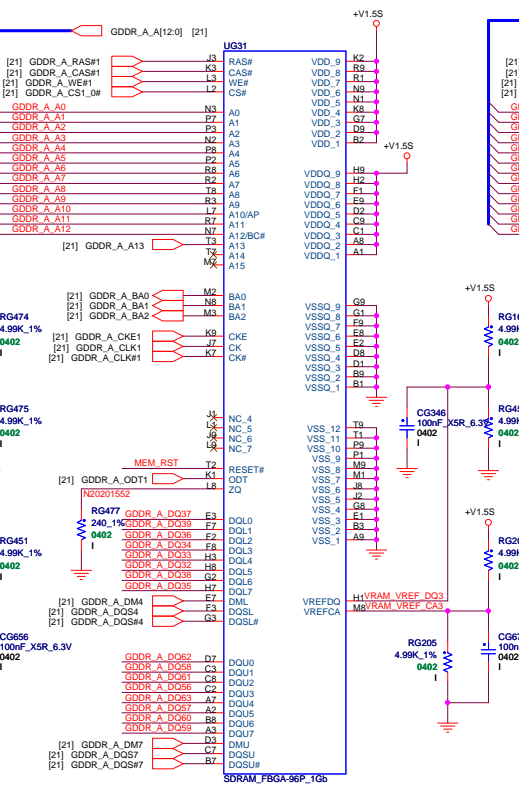 GDDR_A_A[12:0] [21]
+V1.5S
UG31
[21] GDDR_A_RAS#1 J3 RAS# VDD_9 K2
[21] GDDR_A_CAS#1 K3 CAS# VDD_8 R9
[21] GDDR_A_WE#1 L3 WE# VDD_7 R1
[21] GDDR_A_CS1_0# L2 CS# VDD_6 N9
VDD_5 N1
GDDR_A_A0 N3 A0 VDD_4 K8
GDDR_A_A1 P7 A1 VDD_3 G7
GDDR_A_A2 P3 A2 VDD_2 D9
GDDR_A_A3 N2 A3 VDD_1 B2
GDDR_A_A4 P8 A4
+V1.5S
GDDR_A_A5 P2 A5
GDDR_A_A6 R8 A6 VDDQ_9 H9
GDDR_A_A7 R2 A7 VDDQ_8 H2
GDDR_A_A8 T8 A8 VDDQ_7 F1
GDDR_A_A9 R3 A9 VDDQ_6 E9
GDDR_A_A10 L7 A10/AP VDDQ_5 D2
GDDR_A_A11 R7 A11 VDDQ_4 C9
GDDR_A_A12 N7 A12/BC# VDDQ_3 C1
[21] GDDR_A_A13 T3 A13 VDDQ_2 A8
T7 A14 VDDQ_1 A1
M7 A15
[21] GDDR_A_BA0 M2 BA0
[21] GDDR_A_BA1 N8 BA1 VSSQ_9 G9
[21] GDDR_A_BA2 M3 BA2 VSSQ_8 G1
VSSQ_7 F9
[21] GDDR_A_CKE1 K9 CKE VSSQ_6 E8
[21] GDDR_A_CLK1 J7 CK VSSQ_5 E2
[21] GDDR_A_CLK#1 K7 CK# VSSQ_4 D8
VSSQ_3 D1
VSSQ_2 B9
VSSQ_1 B1
+V1.5S
RG474
4.99K_1%
0402
I
J1 NC_4
L1 NC_5
J9 NC_6
L9 NC_7
VSS_12 T9
VSS_11 T1
VSS_10 P9
VSS_9 P1
MEM_RST T2 RESET# VSS_8 M9
[21] GDDR_A_ODT1 K1 ODT VSS_7 M1
N20201552 L8 ZQ VSS_6 J8
VSS_5 J2
VSS_4 G8
VSS_3 E1
VSS_2 B3
VSS_1 A9
CG346
100nF_X5R_6.3V
0402
I
RG475
4.99K_1%
0402
I
RG477
240_1%
0402
I
GDDR_A_DQ37 E3 DQL0
GDDR_A_DQ39 F7 DQL1
GDDR_A_DQ36 F2 DQL2
GDDR_A_DQ34 F8 DQL3
GDDR_A_DQ33 H3 DQL4
GDDR_A_DQ32 H8 DQL5
GDDR_A_DQ38 G2 DQL6
GDDR_A_DQ35 H7 DQL7
[21] GDDR_A_DM4 E7 DML VREFDQ H1 VRAM_VREF_DQ3
[21] GDDR_A_DQS4 F3 DQSL VREFCA M8 VRAM_VREF_CA3
[21] GDDR_A_DQS#4 G3 DQSL#
+V1.5S
RG451
4.99K_1%
0402
I
CG656
100nF_X5R_6.3V
0402
I
RG205
4.99K_1%
0402
I
GDDR_A_DQ62 D7 DQU0
GDDR_A_DQ58 C3 DQU1
GDDR_A_DQ61 C8 DQU2
GDDR_A_DQ56 C2 DQU3
GDDR_A_DQ63 A7 DQU4
GDDR_A_DQ57 A2 DQU5
GDDR_A_DQ60 B8 DQU6
GDDR_A_DQ59 A3 DQU7
[21] GDDR_A_DM7 D3 DMU
[21] GDDR_A_DQS7 C7 DQSU
[21] GDDR_A_DQS#7 B7 DQSU#
SDRAM_FBGA-96P_1Gb